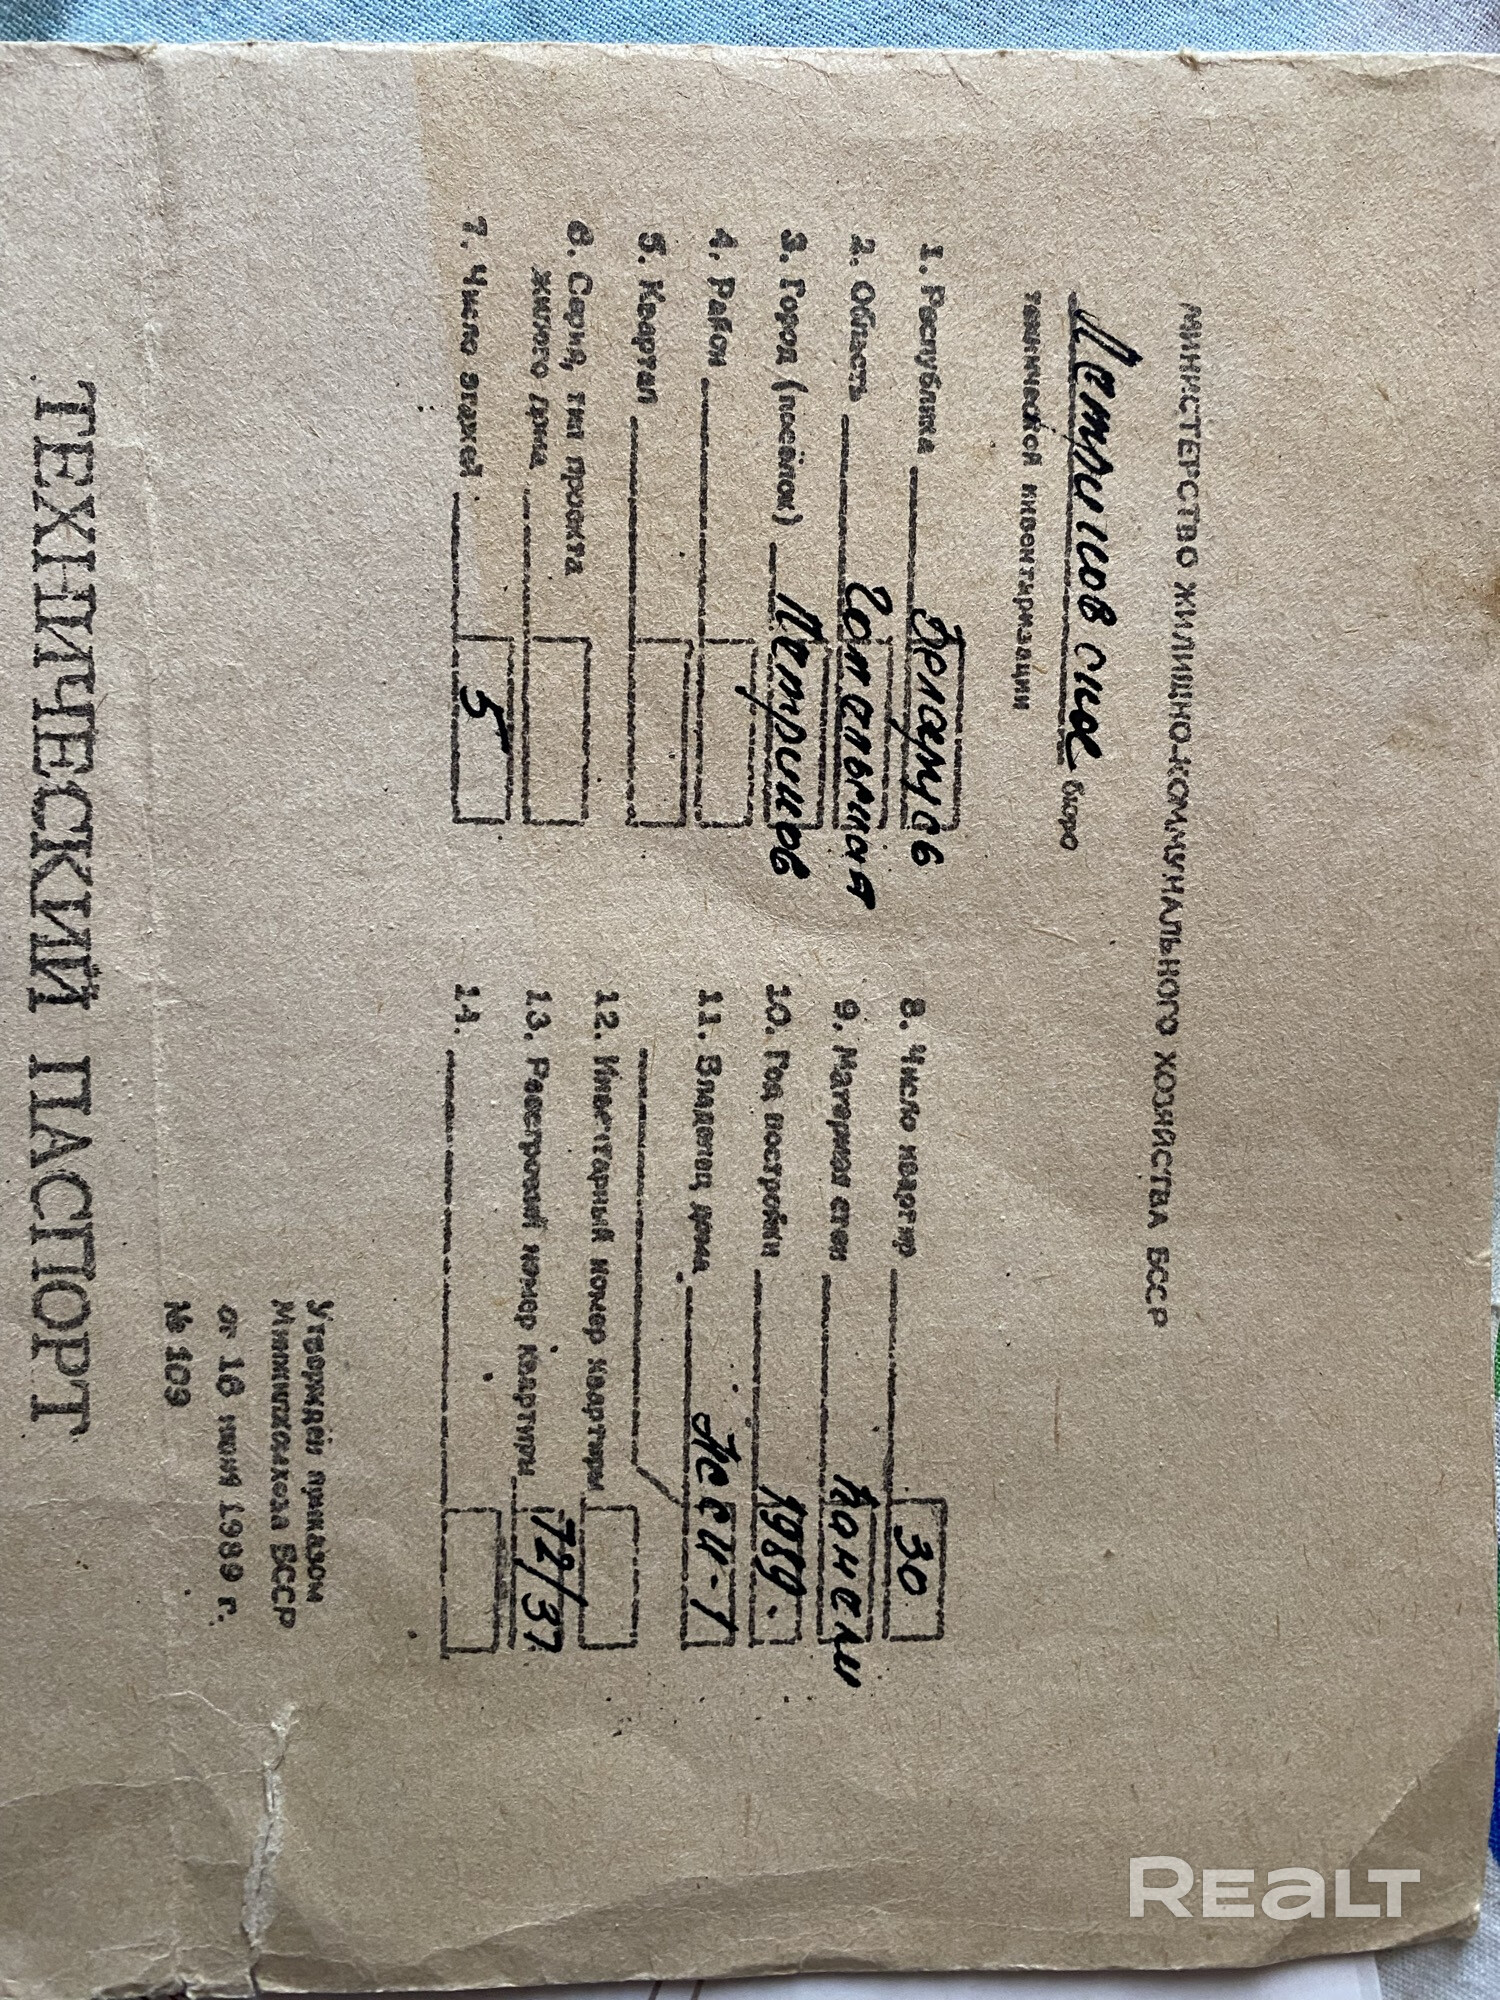 МИНИСТЕРСТВО ЖИЛИЩНО-КОММУНАЛЬНОГО ХОЗЯЙСТВА БССР
Петриковское бюро
технической инвентаризации
1. Республика Беларусь
2. Область Гомельская
3. Город (посёлок) Петриков
4. Район
5. Квартал
6. Серия, тип проекта
жилого дома
7. Число этажей 5
8. Число квартир 30
9. Материал стен панели
10. Год постройки 1989.
11. Владелец дома
12. Инвентарный номер квартиры
13. Реестровый номер квартиры 72/37
14.
Утверждён приказом
Минжилкомхоза БССР
от 16 июня 1989 г.
№ 109
ТЕХНИЧЕСКИЙ ПАСПОРТ
REALT